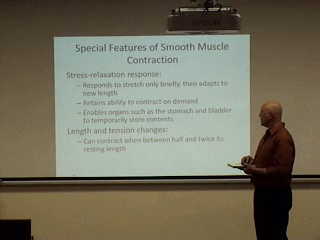 EPSON
Special Features of Smooth Muscle
Contraction
Stress-relaxation response:
– Responds to stretch only briefly, then adapts to
new length
– Retains ability to contract on demand
– Enables organs such as the stomach and bladder
to temporarily store contents
Length and tension changes:
– Can contract when between half and twice its
resting length